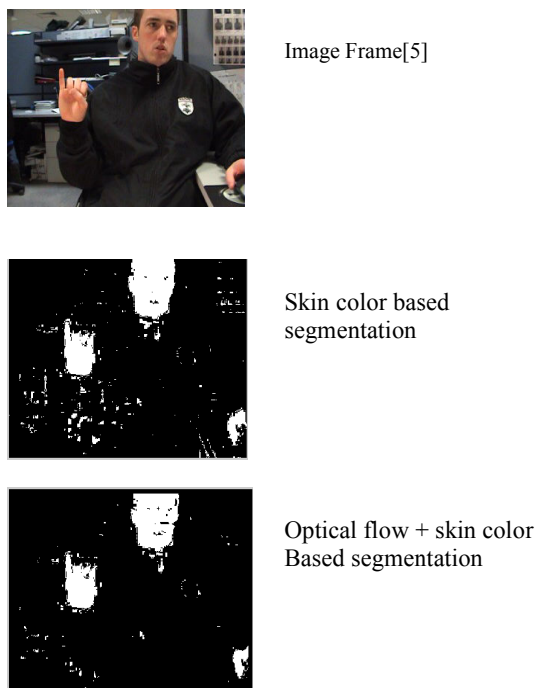 Image Frame[5]
Skin color based
segmentation
Optical flow + skin color
Based segmentation